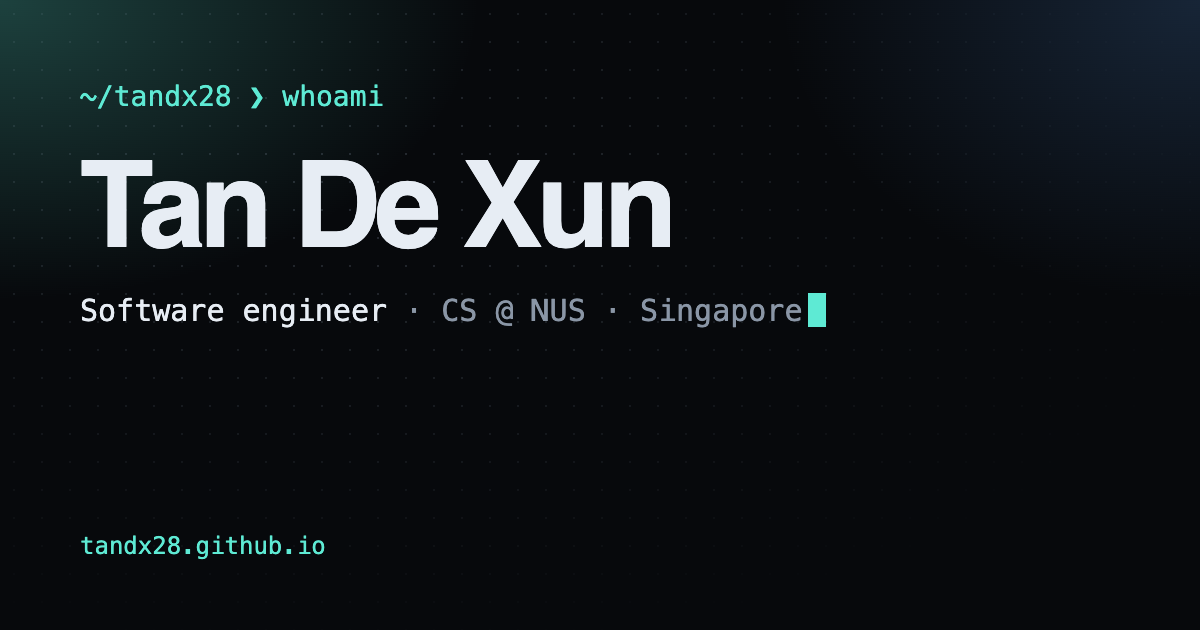 ~/tandx28 ❯ whoami
Tan De Xun
Software engineer · CS @ NUS · Singapore
tandx28.github.io